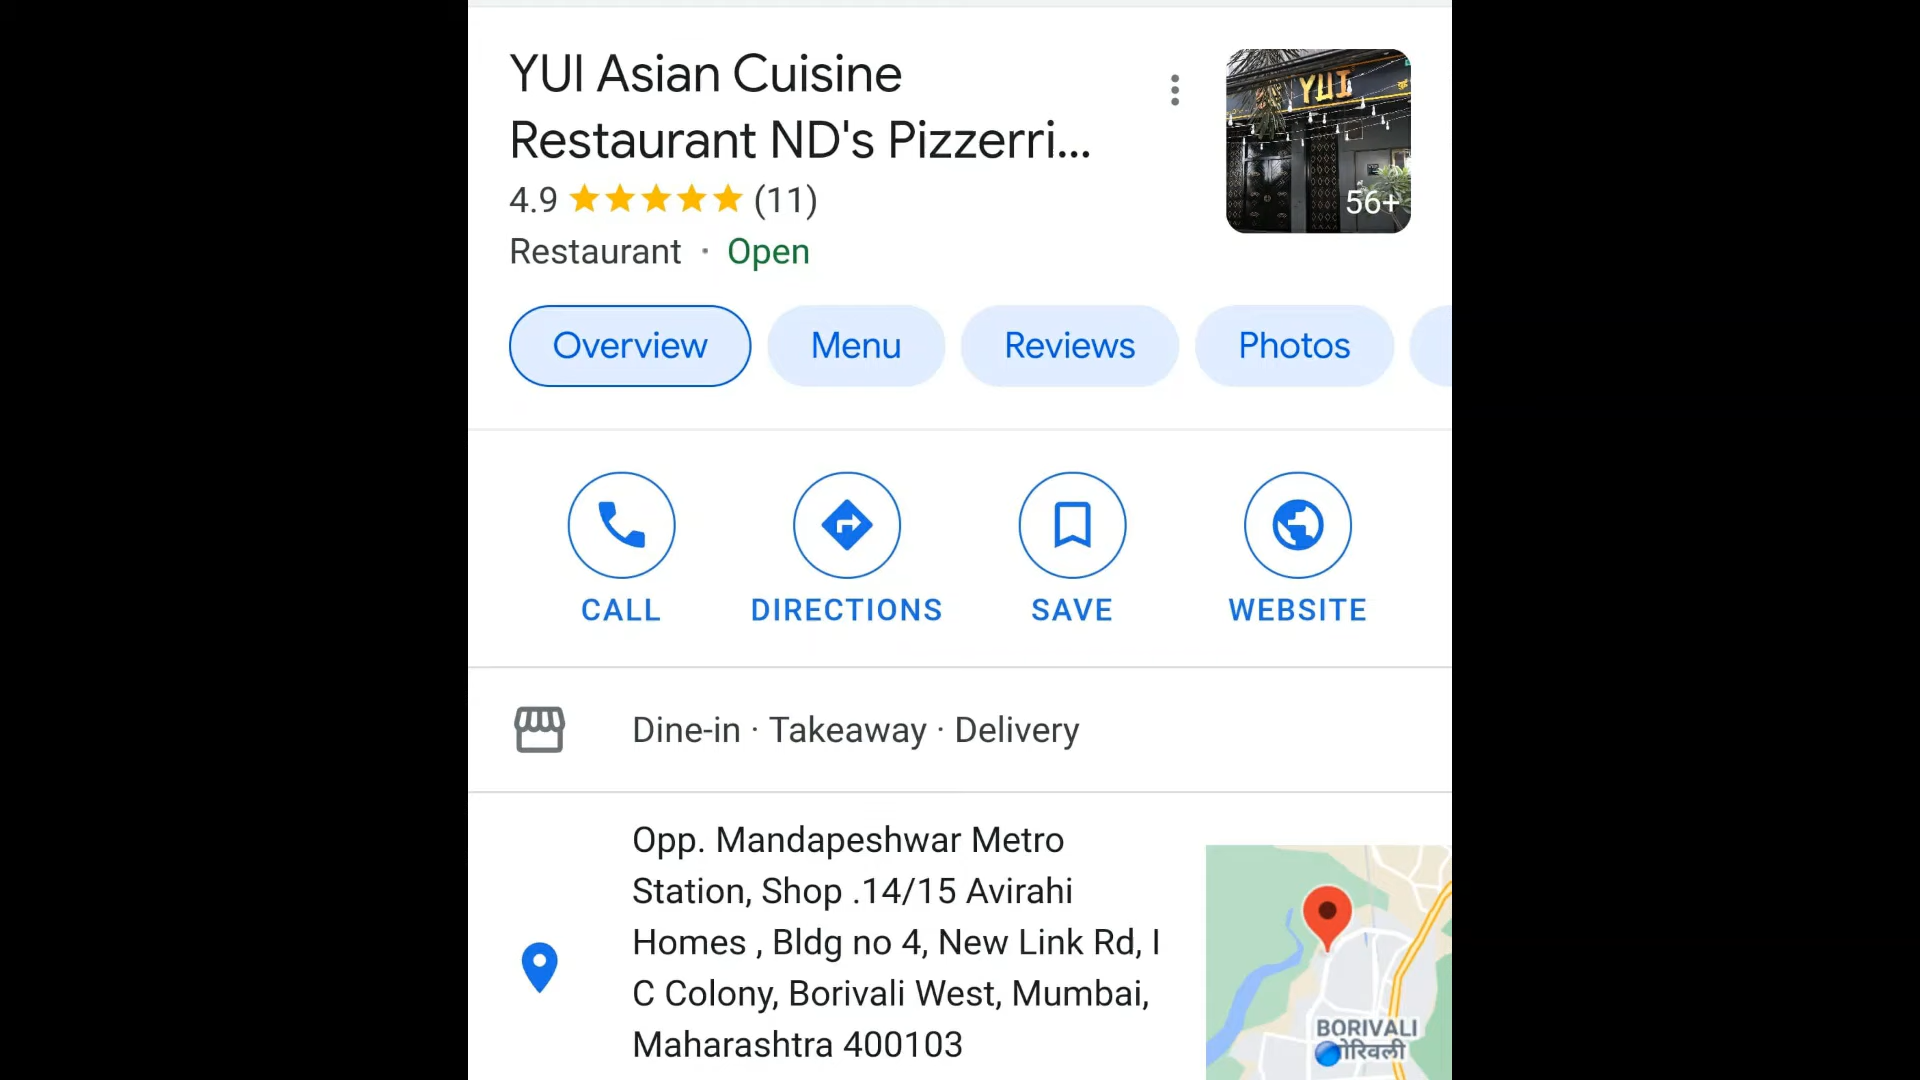 YUI Asian Cuisine
Restaurant ND's Pizzerri...
4.9 (11)
Restaurant · Open
YUI
56+
Overview Menu Reviews Photos
CALL DIRECTIONS SAVE WEBSITE
Dine-in · Takeaway · Delivery
Opp. Mandapeshwar Metro
Station, Shop .14/15 Avirahi
Homes , Bldg no 4, New Link Rd, I
C Colony, Borivali West, Mumbai,
Maharashtra 400103
BORIVALI